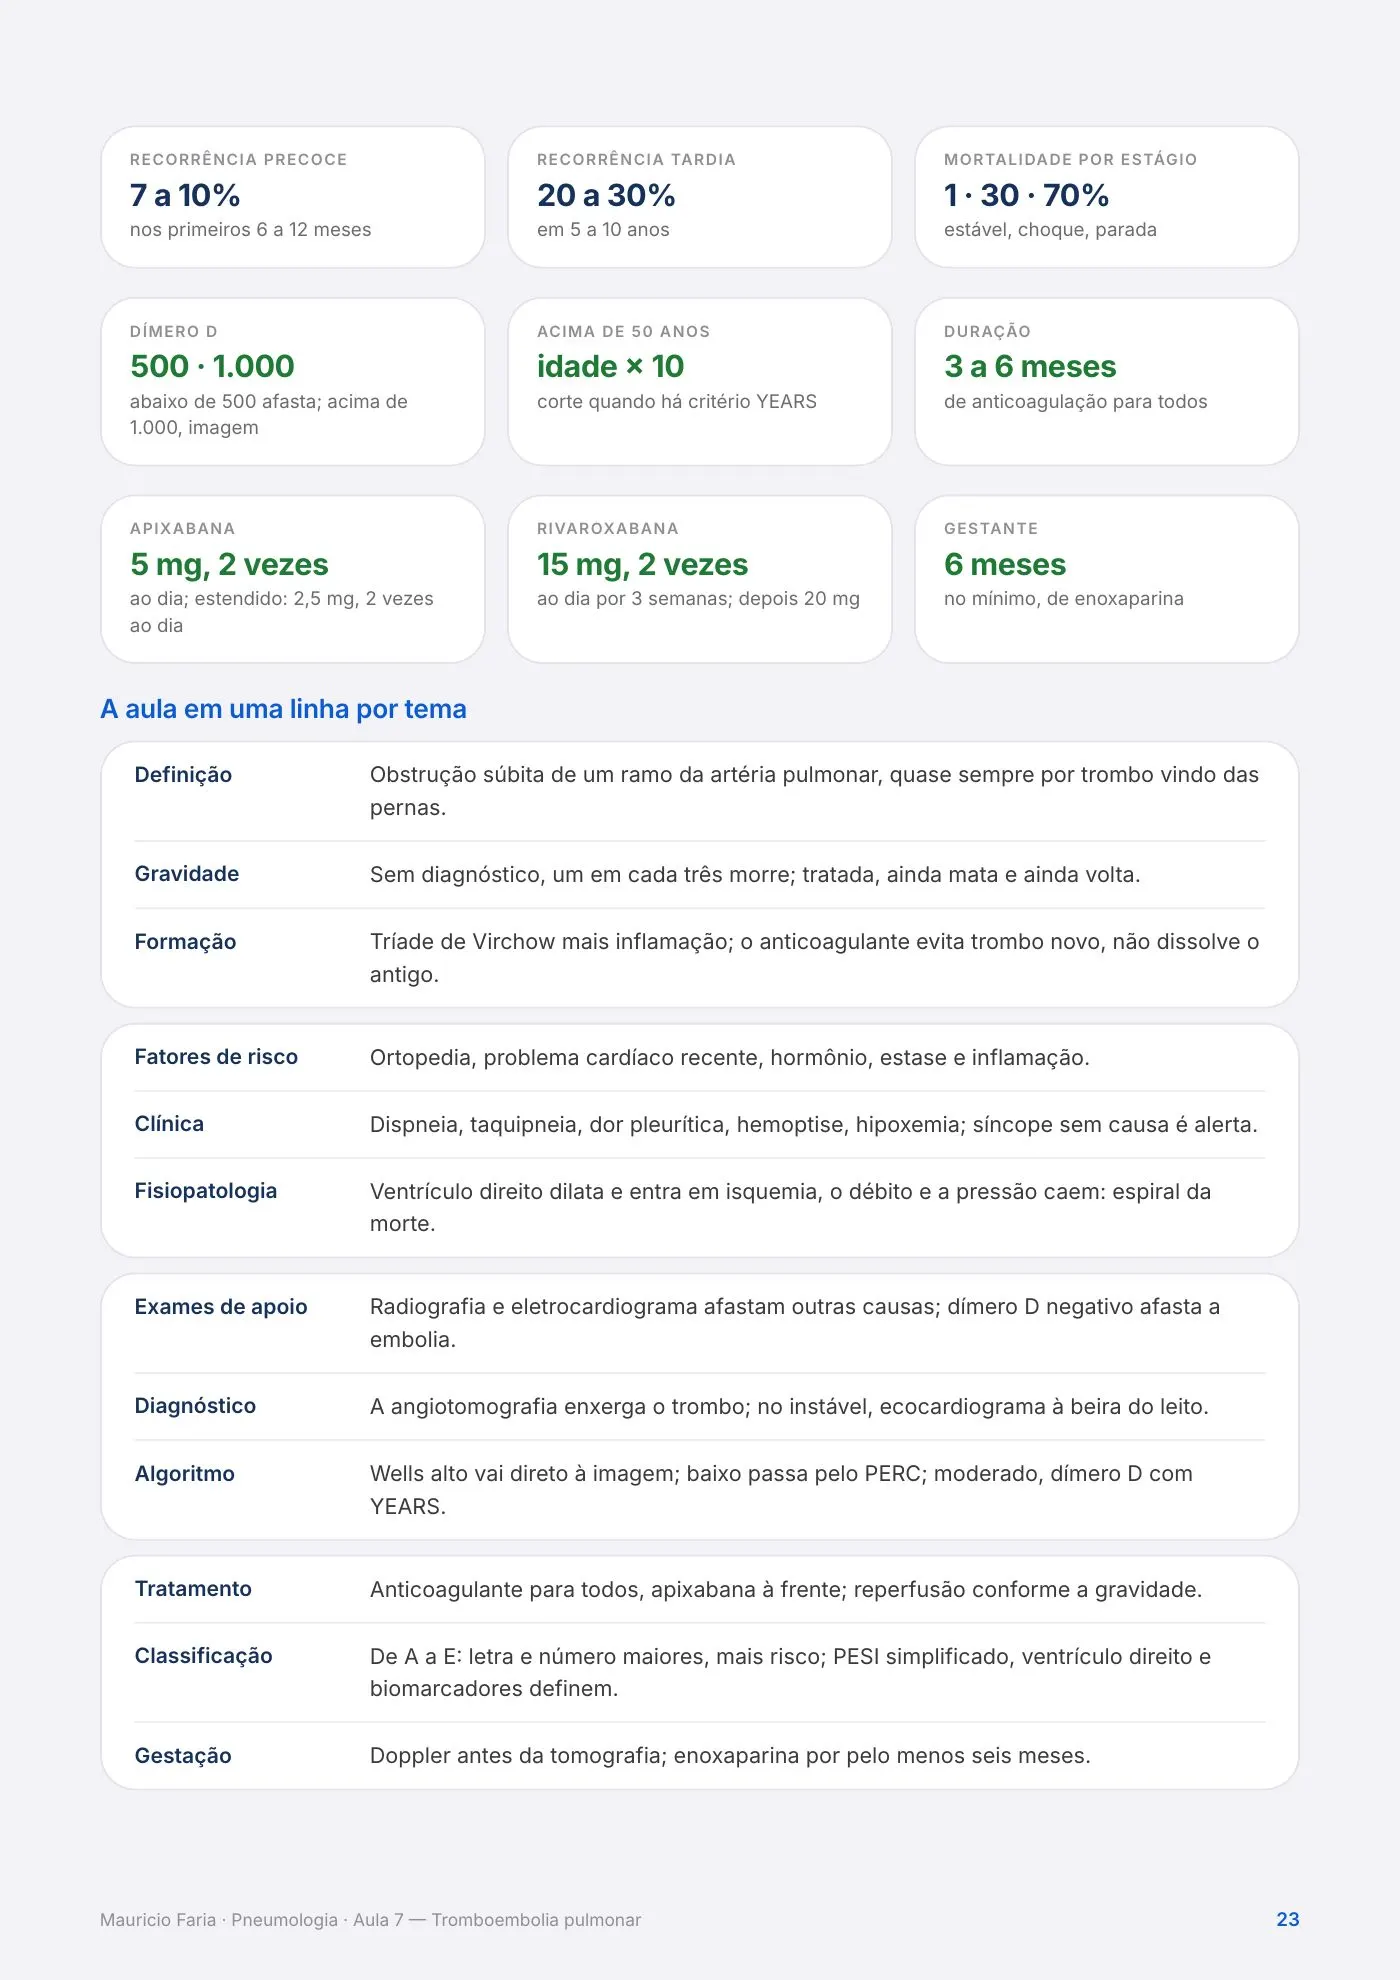 RECORRÊNCIA PRECOCE
7 a 10%
nos primeiros 6 a 12 meses
RECORRÊNCIA TARDIA
20 a 30%
em 5 a 10 anos
MORTALIDADE POR ESTÁGIO
1 · 30 · 70%
estável, choque, parada
DÍMERO D
500 · 1.000
abaixo de 500 afasta; acima de
1.000, imagem
ACIMA DE 50 ANOS
idade × 10
corte quando há critério YEARS
DURAÇÃO
3 a 6 meses
de anticoagulação para todos
APIXABANA
5 mg, 2 vezes
ao dia; estendido: 2,5 mg, 2 vezes
ao dia
RIVAROXABANA
15 mg, 2 vezes
ao dia por 3 semanas; depois 20 mg
GESTANTE
6 meses
no mínimo, de enoxaparina
A aula em uma linha por tema
Definição
Obstrução súbita de um ramo da artéria pulmonar, quase sempre por trombo vindo das
pernas.
Gravidade
Sem diagnóstico, um em cada três morre; tratada, ainda mata e ainda volta.
Formação
Tríade de Virchow mais inflamação; o anticoagulante evita trombo novo, não dissolve o
antigo.
Fatores de risco
Ortopedia, problema cardíaco recente, hormônio, estase e inflamação.
Clínica
Dispneia, taquipneia, dor pleurítica, hemoptise, hipoxemia; síncope sem causa é alerta.
Fisiopatologia
Ventrículo direito dilata e entra em isquemia, o débito e a pressão caem: espiral da
morte.
Exames de apoio
Radiografia e eletrocardiograma afastam outras causas; dímero D negativo afasta a
embolia.
Diagnóstico
A angiotomografia enxerga o trombo; no instável, ecocardiograma à beira do leito.
Algoritmo
Wells alto vai direto à imagem; baixo passa pelo PERC; moderado, dímero D com
YEARS.
Tratamento
Anticoagulante para todos, apixabana à frente; reperfusão conforme a gravidade.
Classificação
De A a E: letra e número maiores, mais risco; PESI simplificado, ventrículo direito e
biomarcadores definem.
Gestação
Doppler antes da tomografia; enoxaparina por pelo menos seis meses.
Mauricio Faria · Pneumologia · Aula 7 — Tromboembolia pulmonar
23